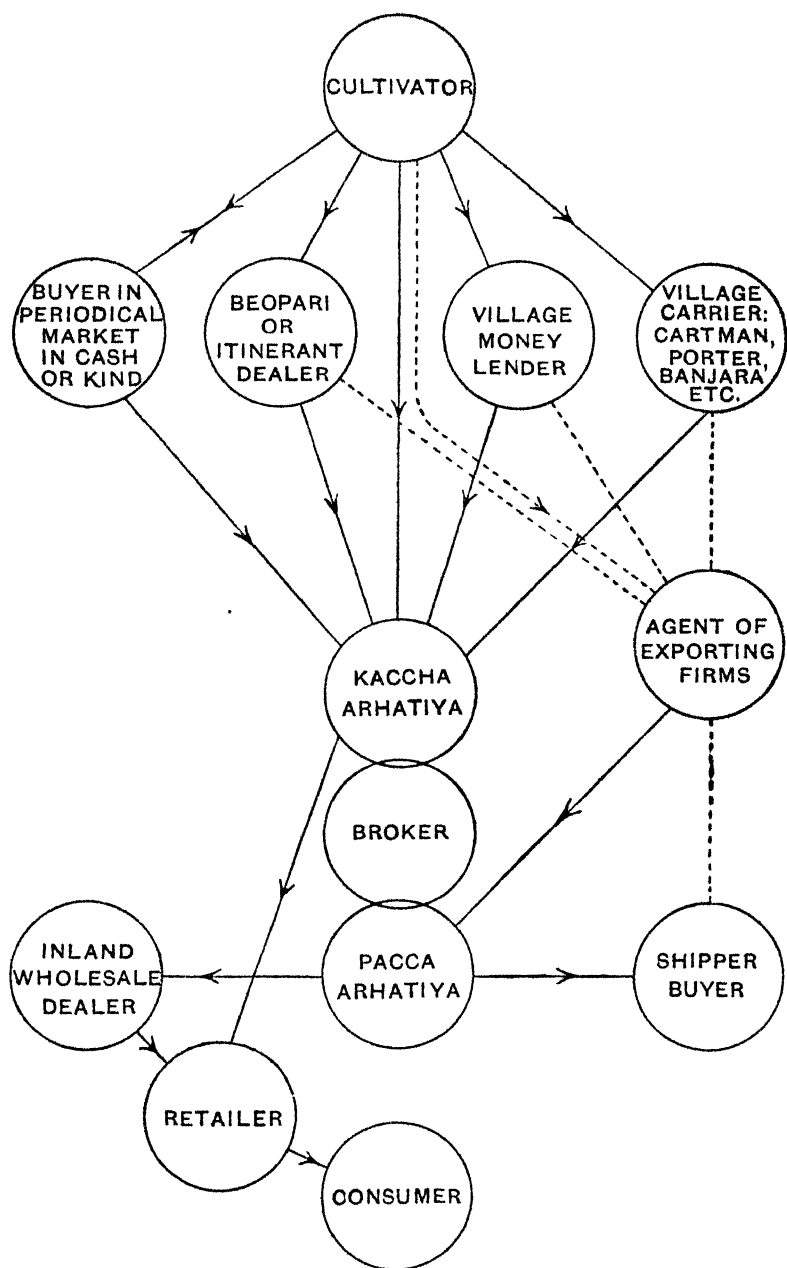 CULTIVATOR
BUYER IN
PERIODICAL
MARKET
IN CASH
OR KIND
BEOPARI
OR
ITINERANT
DEALER
VILLAGE
MONEY
LENDER
VILLAGE
CARRIER:
CARTMAN,
PORTER,
BANJARA,
ETC.
KACCHA
ARHATIYA
AGENT OF
EXPORTING
FIRMS
BROKER
INLAND
WHOLESALE
DEALER
PACCA
ARHATIYA
SHIPPER
BUYER
RETAILER
CONSUMER